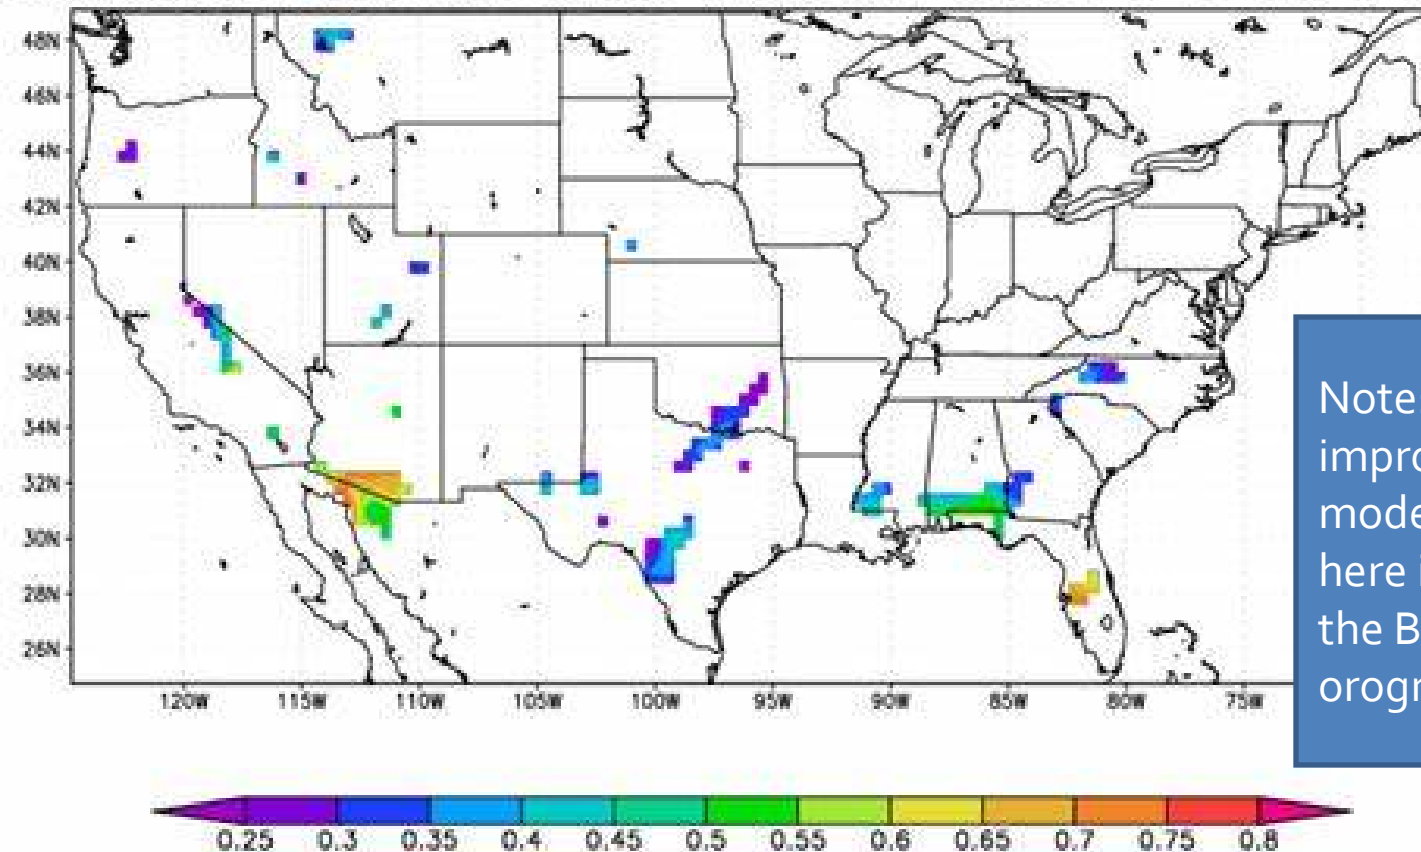 48N
46N
44N
42N
40N
38N
36N
34N
32N
30N
28N
26N
120W 115W 110W 105W 100W 95W 90W 85W 80W 75W
Note
impro
mode
here i
the B
orogr
0.25 0.3 0.35 0.4 0.45 0.5 0.55 0.6 0.65 0.7 0.75 0.8